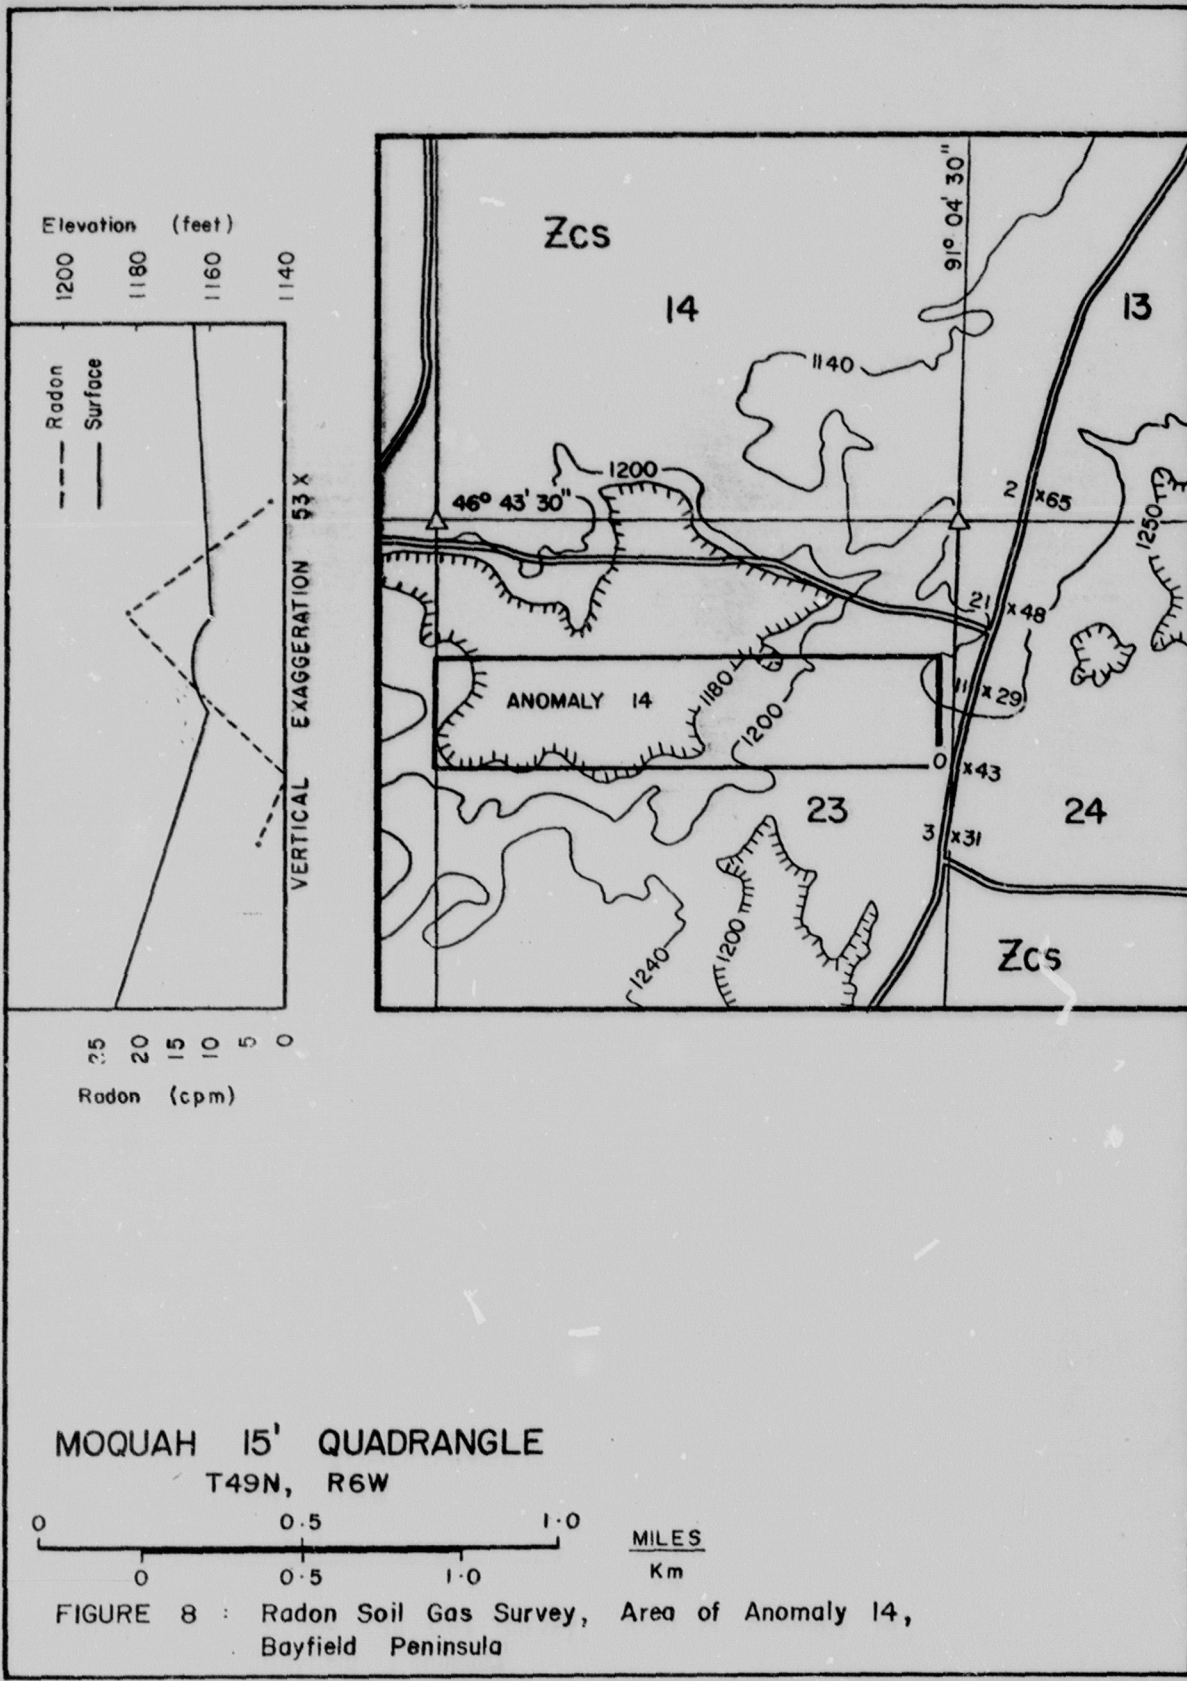 Elevation (feet)
1200
1180
1160
1140
Radon
Surface
VERTICAL EXAGGERATION 53 X
25
20
15
10
5
0
Radon (cpm)
91° 04' 30"
Zcs
14
13
1140
1200
46° 43' 30"
2 x65
1250
21 x48
ANOMALY 14
1180
1200
11 x29
0 x43
23
24
3 x31
1200
1240
Zcs
MOQUAH 15' QUADRANGLE
T49N, R6W
0 0.5 1.0
MILES
Km
0 0.5 1.0
FIGURE 8 : Radon Soil Gas Survey, Area of Anomaly 14,
Bayfield Peninsula